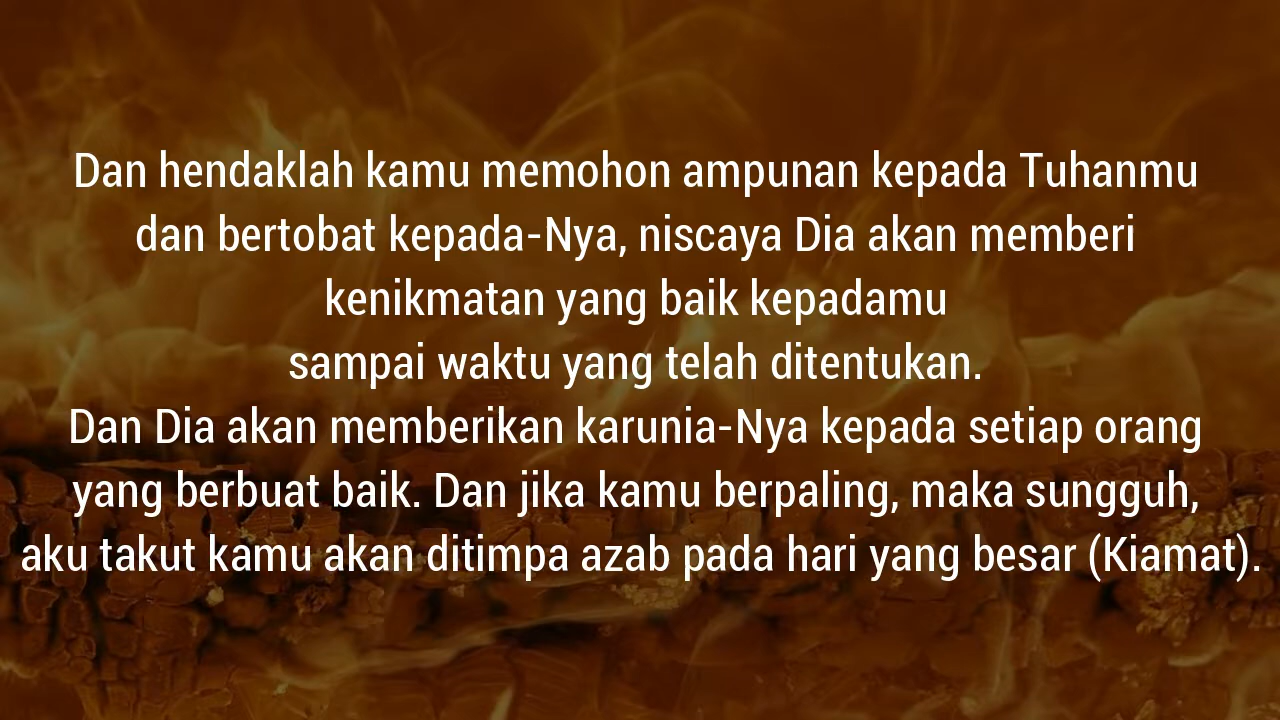 Dan hendaklah kamu memohon ampunan kepada Tuhanmu
dan bertobat kepada-Nya, niscaya Dia akan memberi
kenikmatan yang baik kepadamu
sampai waktu yang telah ditentukan.
Dan Dia akan memberikan karunia-Nya kepada setiap orang
yang berbuat baik. Dan jika kamu berpaling, maka sungguh,
aku takut kamu akan ditimpa azab pada hari yang besar (Kiamat).